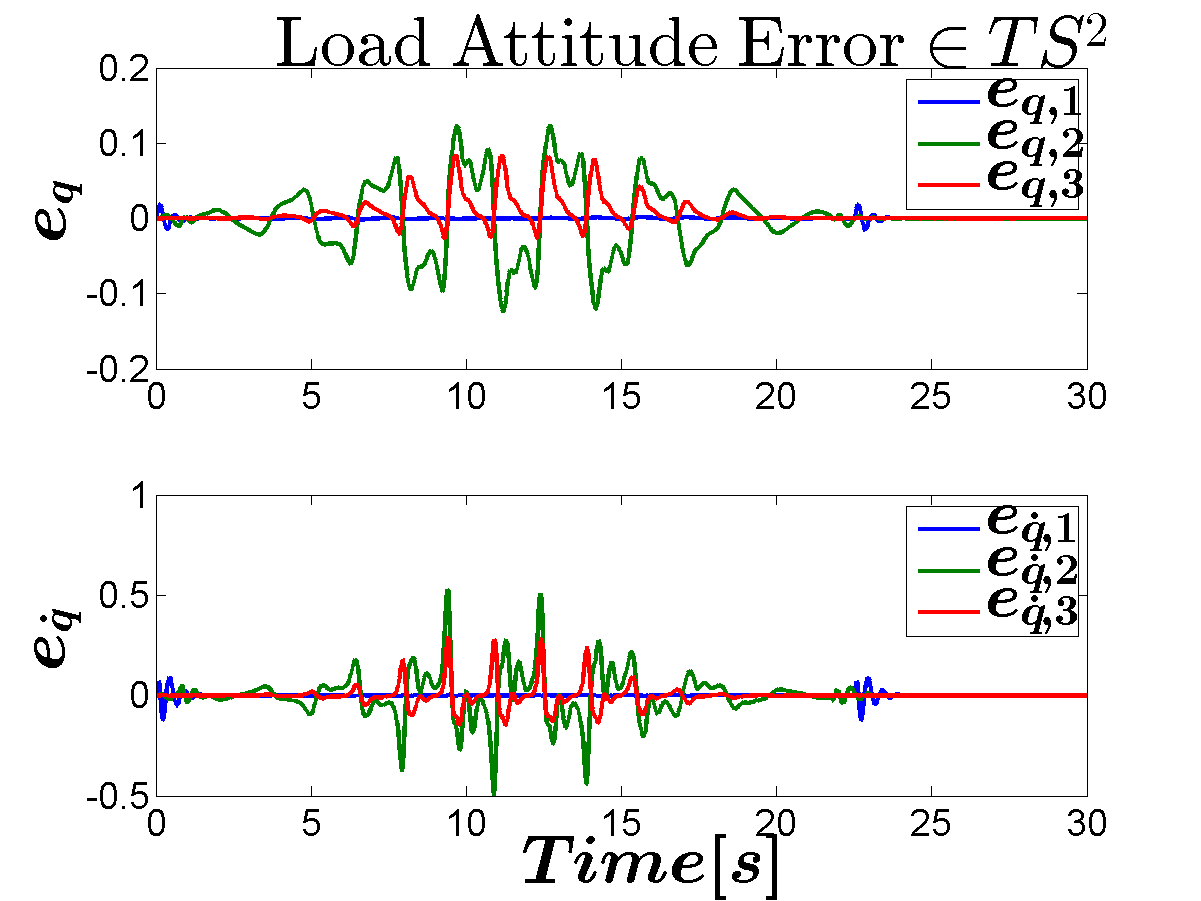 Load Attitude Error ∈ TS²
0.2
0.1
0
-0.1
-0.2
e_q
e_{q,1}
e_{q,2}
e_{q,3}
0 5 10 15 20 25 30
1
0.5
0
-0.5
e_{q̇}
e_{q̇,1}
e_{q̇,2}
e_{q̇,3}
0 5 10 15 20 25 30
Time[s]